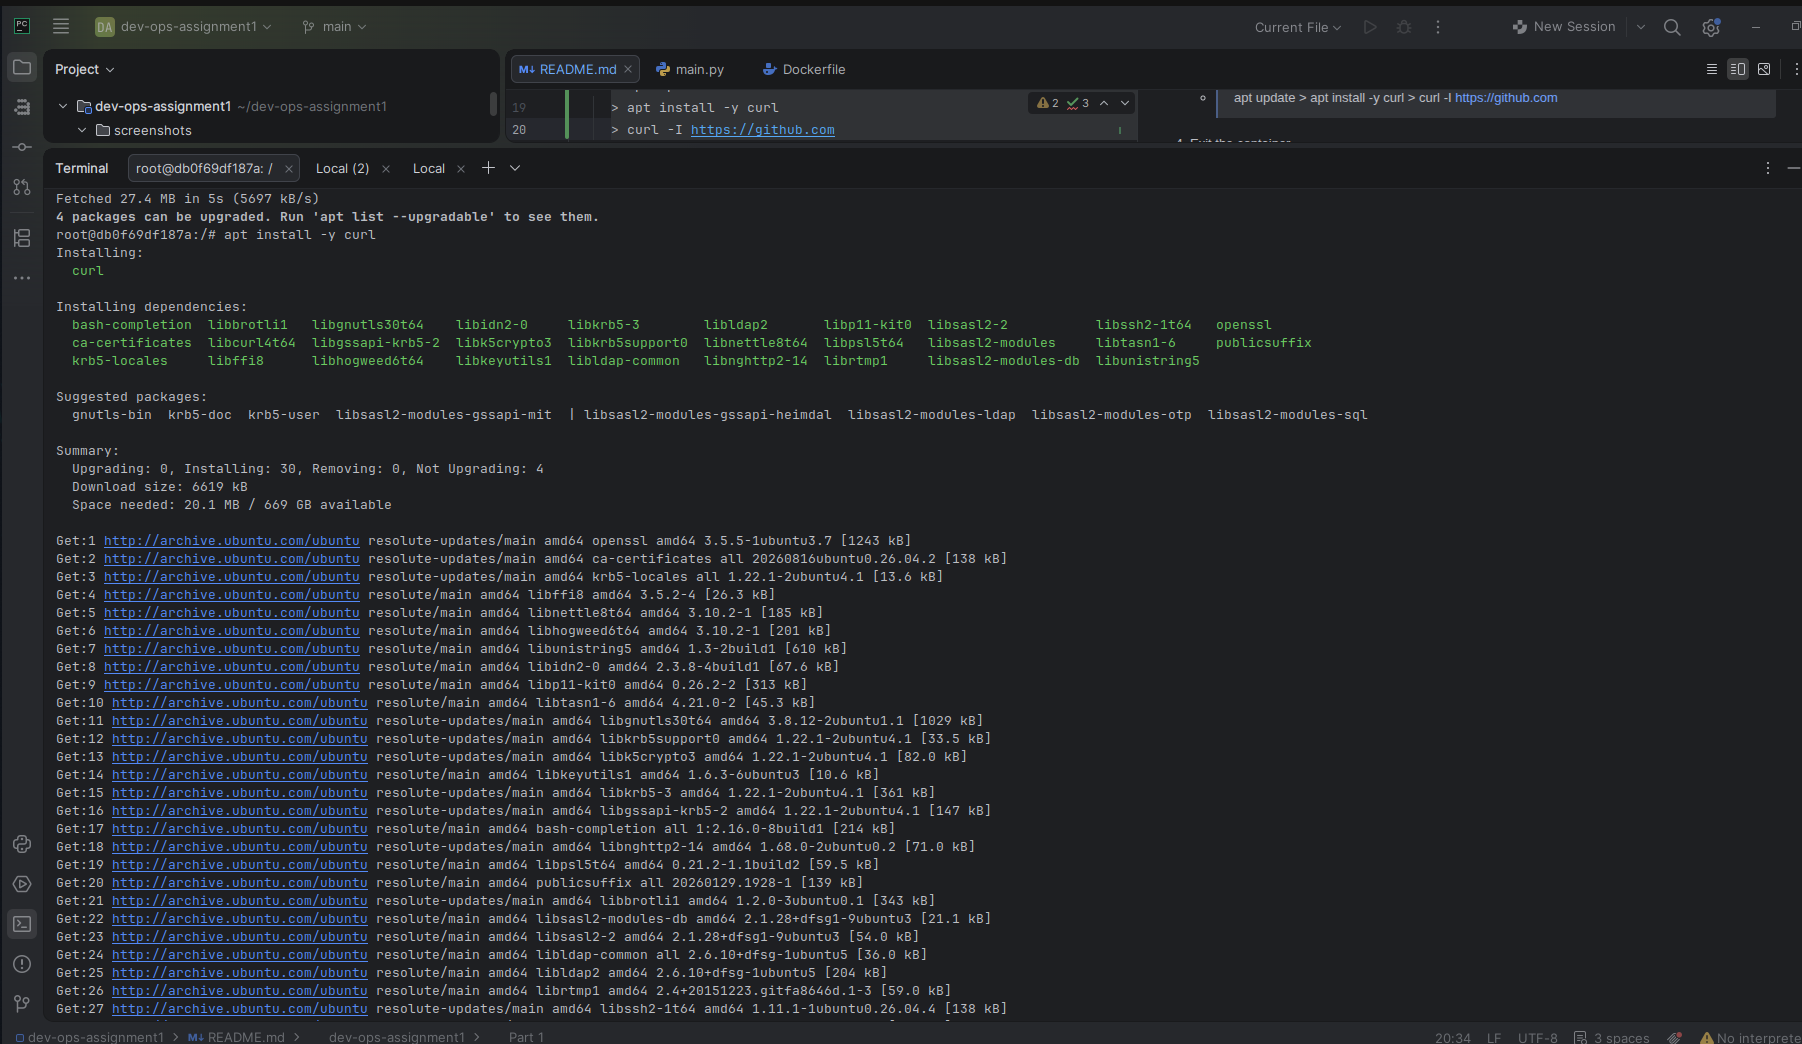 PC DA dev-ops-assignment1 main Current File New Session
Project
README.md main.py Dockerfile
dev-ops-assignment1 ~/dev-ops-assignment1
screenshots
19 > apt install -y curl
20 > curl -I https://github.com
2 3
apt update > apt install -y curl > curl -I https://github.com
Terminal root@db0f69df187a: / Local (2) Local
Fetched 27.4 MB in 5s (5697 kB/s)
4 packages can be upgraded. Run 'apt list --upgradable' to see them.
root@db0f69df187a:/# apt install -y curl
Installing:
curl
Installing dependencies:
bash-completion libbrotli1 libgnutls30t64 libidn2-0 libkrb5-3 libldap2 libp11-kit0 libsasl2-2 libssh2-1t64 openssl
ca-certificates libcurl4t64 libgssapi-krb5-2 libk5crypto3 libkrb5support0 libnettle8t64 libpsl5t64 libsasl2-modules libtasn1-6 publicsuffix
krb5-locales libffi8 libhogweed6t64 libkeyutils1 libldap-common libnghttp2-14 librtmp1 libsasl2-modules-db libunistring5
Suggested packages:
gnutls-bin krb5-doc krb5-user libsasl2-modules-gssapi-mit | libsasl2-modules-gssapi-heimdal libsasl2-modules-ldap libsasl2-modules-otp libsasl2-modules-sql
Summary:
Upgrading: 0, Installing: 30, Removing: 0, Not Upgrading: 4
Download size: 6619 kB
Space needed: 20.1 MB / 669 GB available
Get:1 http://archive.ubuntu.com/ubuntu resolute-updates/main amd64 openssl amd64 3.5.5-1ubuntu3.7 [1243 kB]
Get:2 http://archive.ubuntu.com/ubuntu resolute-updates/main amd64 ca-certificates all 20260816ubuntu0.26.04.2 [138 kB]
Get:3 http://archive.ubuntu.com/ubuntu resolute-updates/main amd64 krb5-locales all 1.22.1-2ubuntu4.1 [13.6 kB]
Get:4 http://archive.ubuntu.com/ubuntu resolute/main amd64 libffi8 amd64 3.5.2-4 [26.3 kB]
Get:5 http://archive.ubuntu.com/ubuntu resolute/main amd64 libnettle8t64 amd64 3.10.2-1 [185 kB]
Get:6 http://archive.ubuntu.com/ubuntu resolute/main amd64 libhogweed6t64 amd64 3.10.2-1 [201 kB]
Get:7 http://archive.ubuntu.com/ubuntu resolute/main amd64 libunistring5 amd64 1.3-2build1 [610 kB]
Get:8 http://archive.ubuntu.com/ubuntu resolute/main amd64 libidn2-0 amd64 2.3.8-4build1 [67.6 kB]
Get:9 http://archive.ubuntu.com/ubuntu resolute/main amd64 libp11-kit0 amd64 0.26.2-2 [313 kB]
Get:10 http://archive.ubuntu.com/ubuntu resolute/main amd64 libtasn1-6 amd64 4.21.0-2 [45.3 kB]
Get:11 http://archive.ubuntu.com/ubuntu resolute-updates/main amd64 libgnutls30t64 amd64 3.8.12-2ubuntu1.1 [1029 kB]
Get:12 http://archive.ubuntu.com/ubuntu resolute-updates/main amd64 libkrb5support0 amd64 1.22.1-2ubuntu4.1 [33.5 kB]
Get:13 http://archive.ubuntu.com/ubuntu resolute-updates/main amd64 libk5crypto3 amd64 1.22.1-2ubuntu4.1 [82.0 kB]
Get:14 http://archive.ubuntu.com/ubuntu resolute/main amd64 libkeyutils1 amd64 1.6.3-6ubuntu3 [10.6 kB]
Get:15 http://archive.ubuntu.com/ubuntu resolute-updates/main amd64 libkrb5-3 amd64 1.22.1-2ubuntu4.1 [361 kB]
Get:16 http://archive.ubuntu.com/ubuntu resolute-updates/main amd64 libgssapi-krb5-2 amd64 1.22.1-2ubuntu4.1 [147 kB]
Get:17 http://archive.ubuntu.com/ubuntu resolute/main amd64 bash-completion all 1:2.16.0-8build1 [214 kB]
Get:18 http://archive.ubuntu.com/ubuntu resolute-updates/main amd64 libnghttp2-14 amd64 1.68.0-2ubuntu0.2 [71.0 kB]
Get:19 http://archive.ubuntu.com/ubuntu resolute/main amd64 libpsl5t64 amd64 0.21.2-1.1build2 [59.5 kB]
Get:20 http://archive.ubuntu.com/ubuntu resolute/main amd64 publicsuffix all 20260129.1928-1 [139 kB]
Get:21 http://archive.ubuntu.com/ubuntu resolute-updates/main amd64 libbrotli1 amd64 1.2.0-3ubuntu0.1 [343 kB]
Get:22 http://archive.ubuntu.com/ubuntu resolute/main amd64 libsasl2-modules-db amd64 2.1.28+dfsg1-9ubuntu3 [21.1 kB]
Get:23 http://archive.ubuntu.com/ubuntu resolute/main amd64 libsasl2-2 amd64 2.1.28+dfsg1-9ubuntu3 [54.0 kB]
Get:24 http://archive.ubuntu.com/ubuntu resolute/main amd64 libldap-common all 2.6.10+dfsg-1ubuntu5 [36.0 kB]
Get:25 http://archive.ubuntu.com/ubuntu resolute/main amd64 libldap2 amd64 2.6.10+dfsg-1ubuntu5 [204 kB]
Get:26 http://archive.ubuntu.com/ubuntu resolute/main amd64 librtmp1 amd64 2.4+20151223.gitfa8646d.1-3 [59.0 kB]
Get:27 http://archive.ubuntu.com/ubuntu resolute-updates/main amd64 libssh2-1t64 amd64 1.11.1-1ubuntu0.26.04.4 [138 kB]
dev-ops-assignment1 > README.md > dev-ops-assignment1 > Part 1 20:34 LF UTF-8 3 spaces No interprete